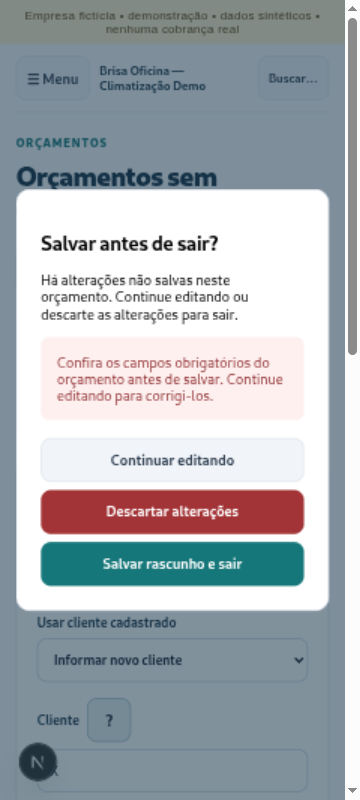 Empresa fictícia • demonstração • dados sintéticos •
nenhuma cobrança real
☰ Menu
Brisa Oficina —
Climatização Demo
Buscar...
ORÇAMENTOS
Orçamentos sem
Salvar antes de sair?
Há alterações não salvas neste
orçamento. Continue editando ou
descarte as alterações para sair.
Confira os campos obrigatórios do
orçamento antes de salvar. Continue
editando para corrigi-los.
Continuar editando
Descartar alterações
Salvar rascunho e sair
Usar cliente cadastrado
Informar novo cliente
Cliente
?
N